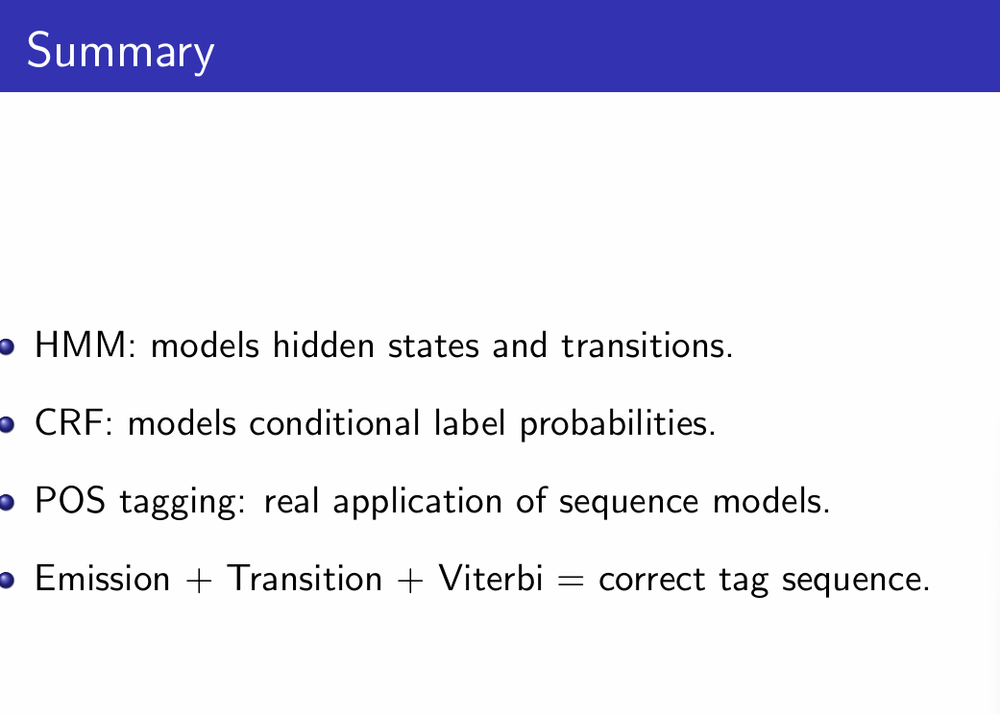 Summary
HMM: models hidden states and transitions.
CRF: models conditional label probabilities.
POS tagging: real application of sequence models.
Emission + Transition + Viterbi = correct tag sequence.